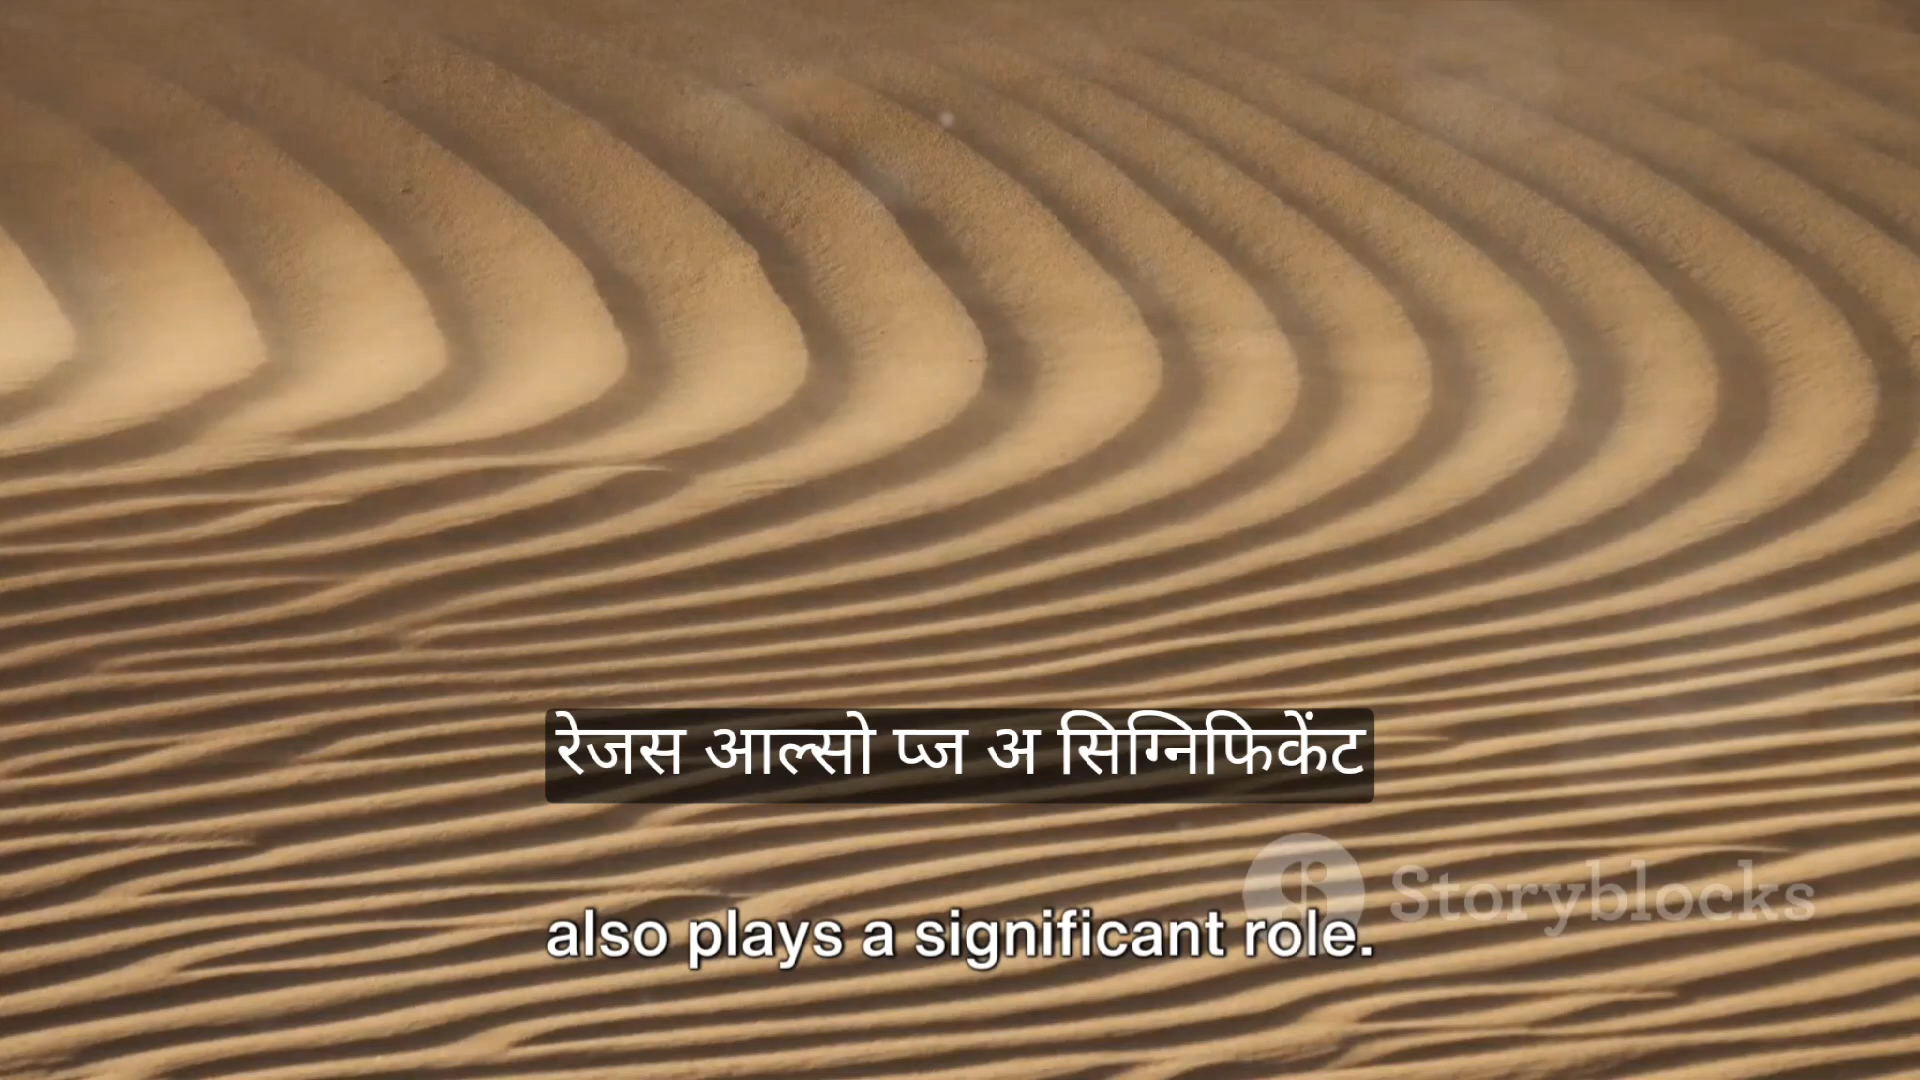 रेजस आल्सो प्ज अ सिग्निफिकेंट
Storyblocks
also plays a significant role.